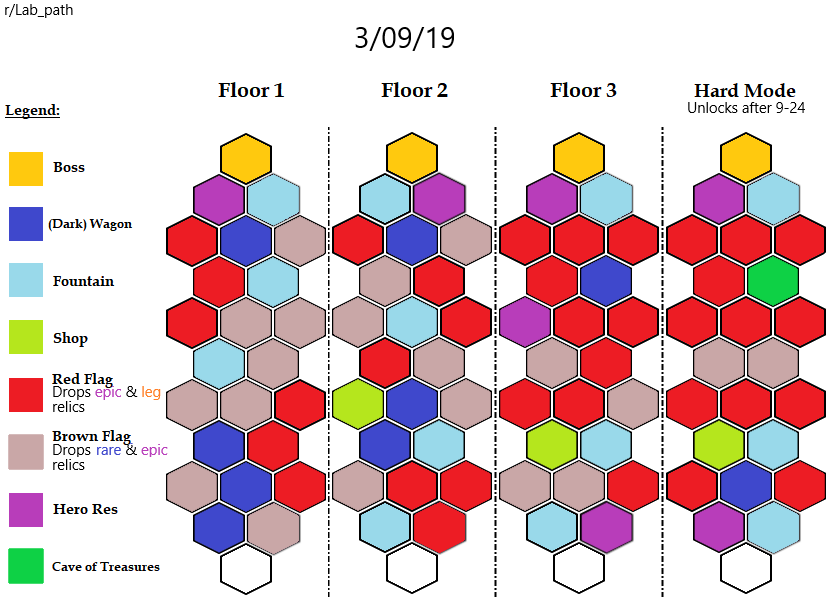 r/Lab_path
3/09/19
Floor 1
Floor 2
Floor 3
Hard Mode
Unlocks after 9-24
Legend:
Boss
(Dark) Wagon
Fountain
Shop
Red Flag
Drops epic & leg
relics
Brown Flag
Drops rare & epic
relics
Hero Res
Cave of Treasures